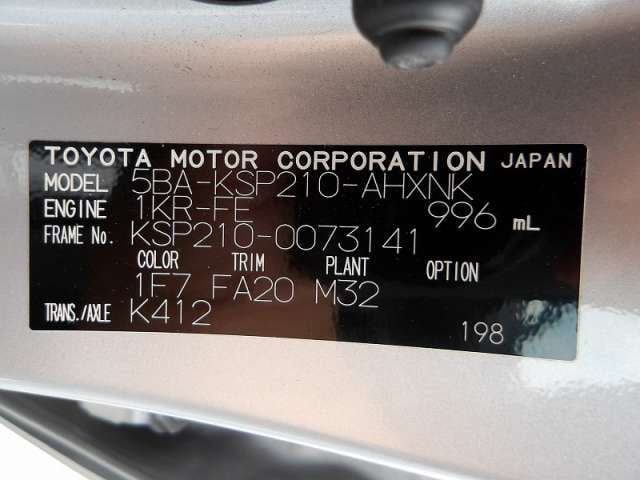 TOYOTA MOTOR CORPORATION JAPAN
MODEL 5BA-KSP210-AHXNK
ENGINE 1KR-FE 996 mL
FRAME No. KSP210-0073141
COLOR TRIM PLANT OPTION
1F7 FA20 M32
TRANS./AXLE K412
198